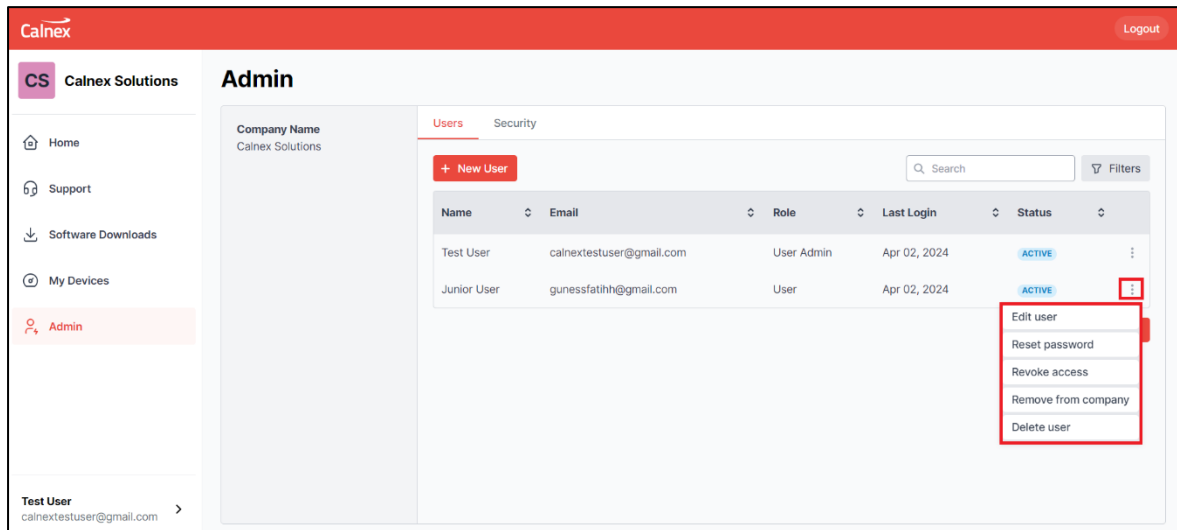 Calnex
Logout
CS Calnex Solutions
Home
Support
Software Downloads
My Devices
Admin
Test User
calnextestuser@gmail.com
Admin
Company Name
Calnex Solutions
Users Security
+ New User Search Filters
Name Email Role Last Login Status
Test User calnextestuser@gmail.com User Admin Apr 02, 2024 ACTIVE
Junior User gunessfatihh@gmail.com User Apr 02, 2024 ACTIVE
Edit user
Reset password
Revoke access
Remove from company
Delete user